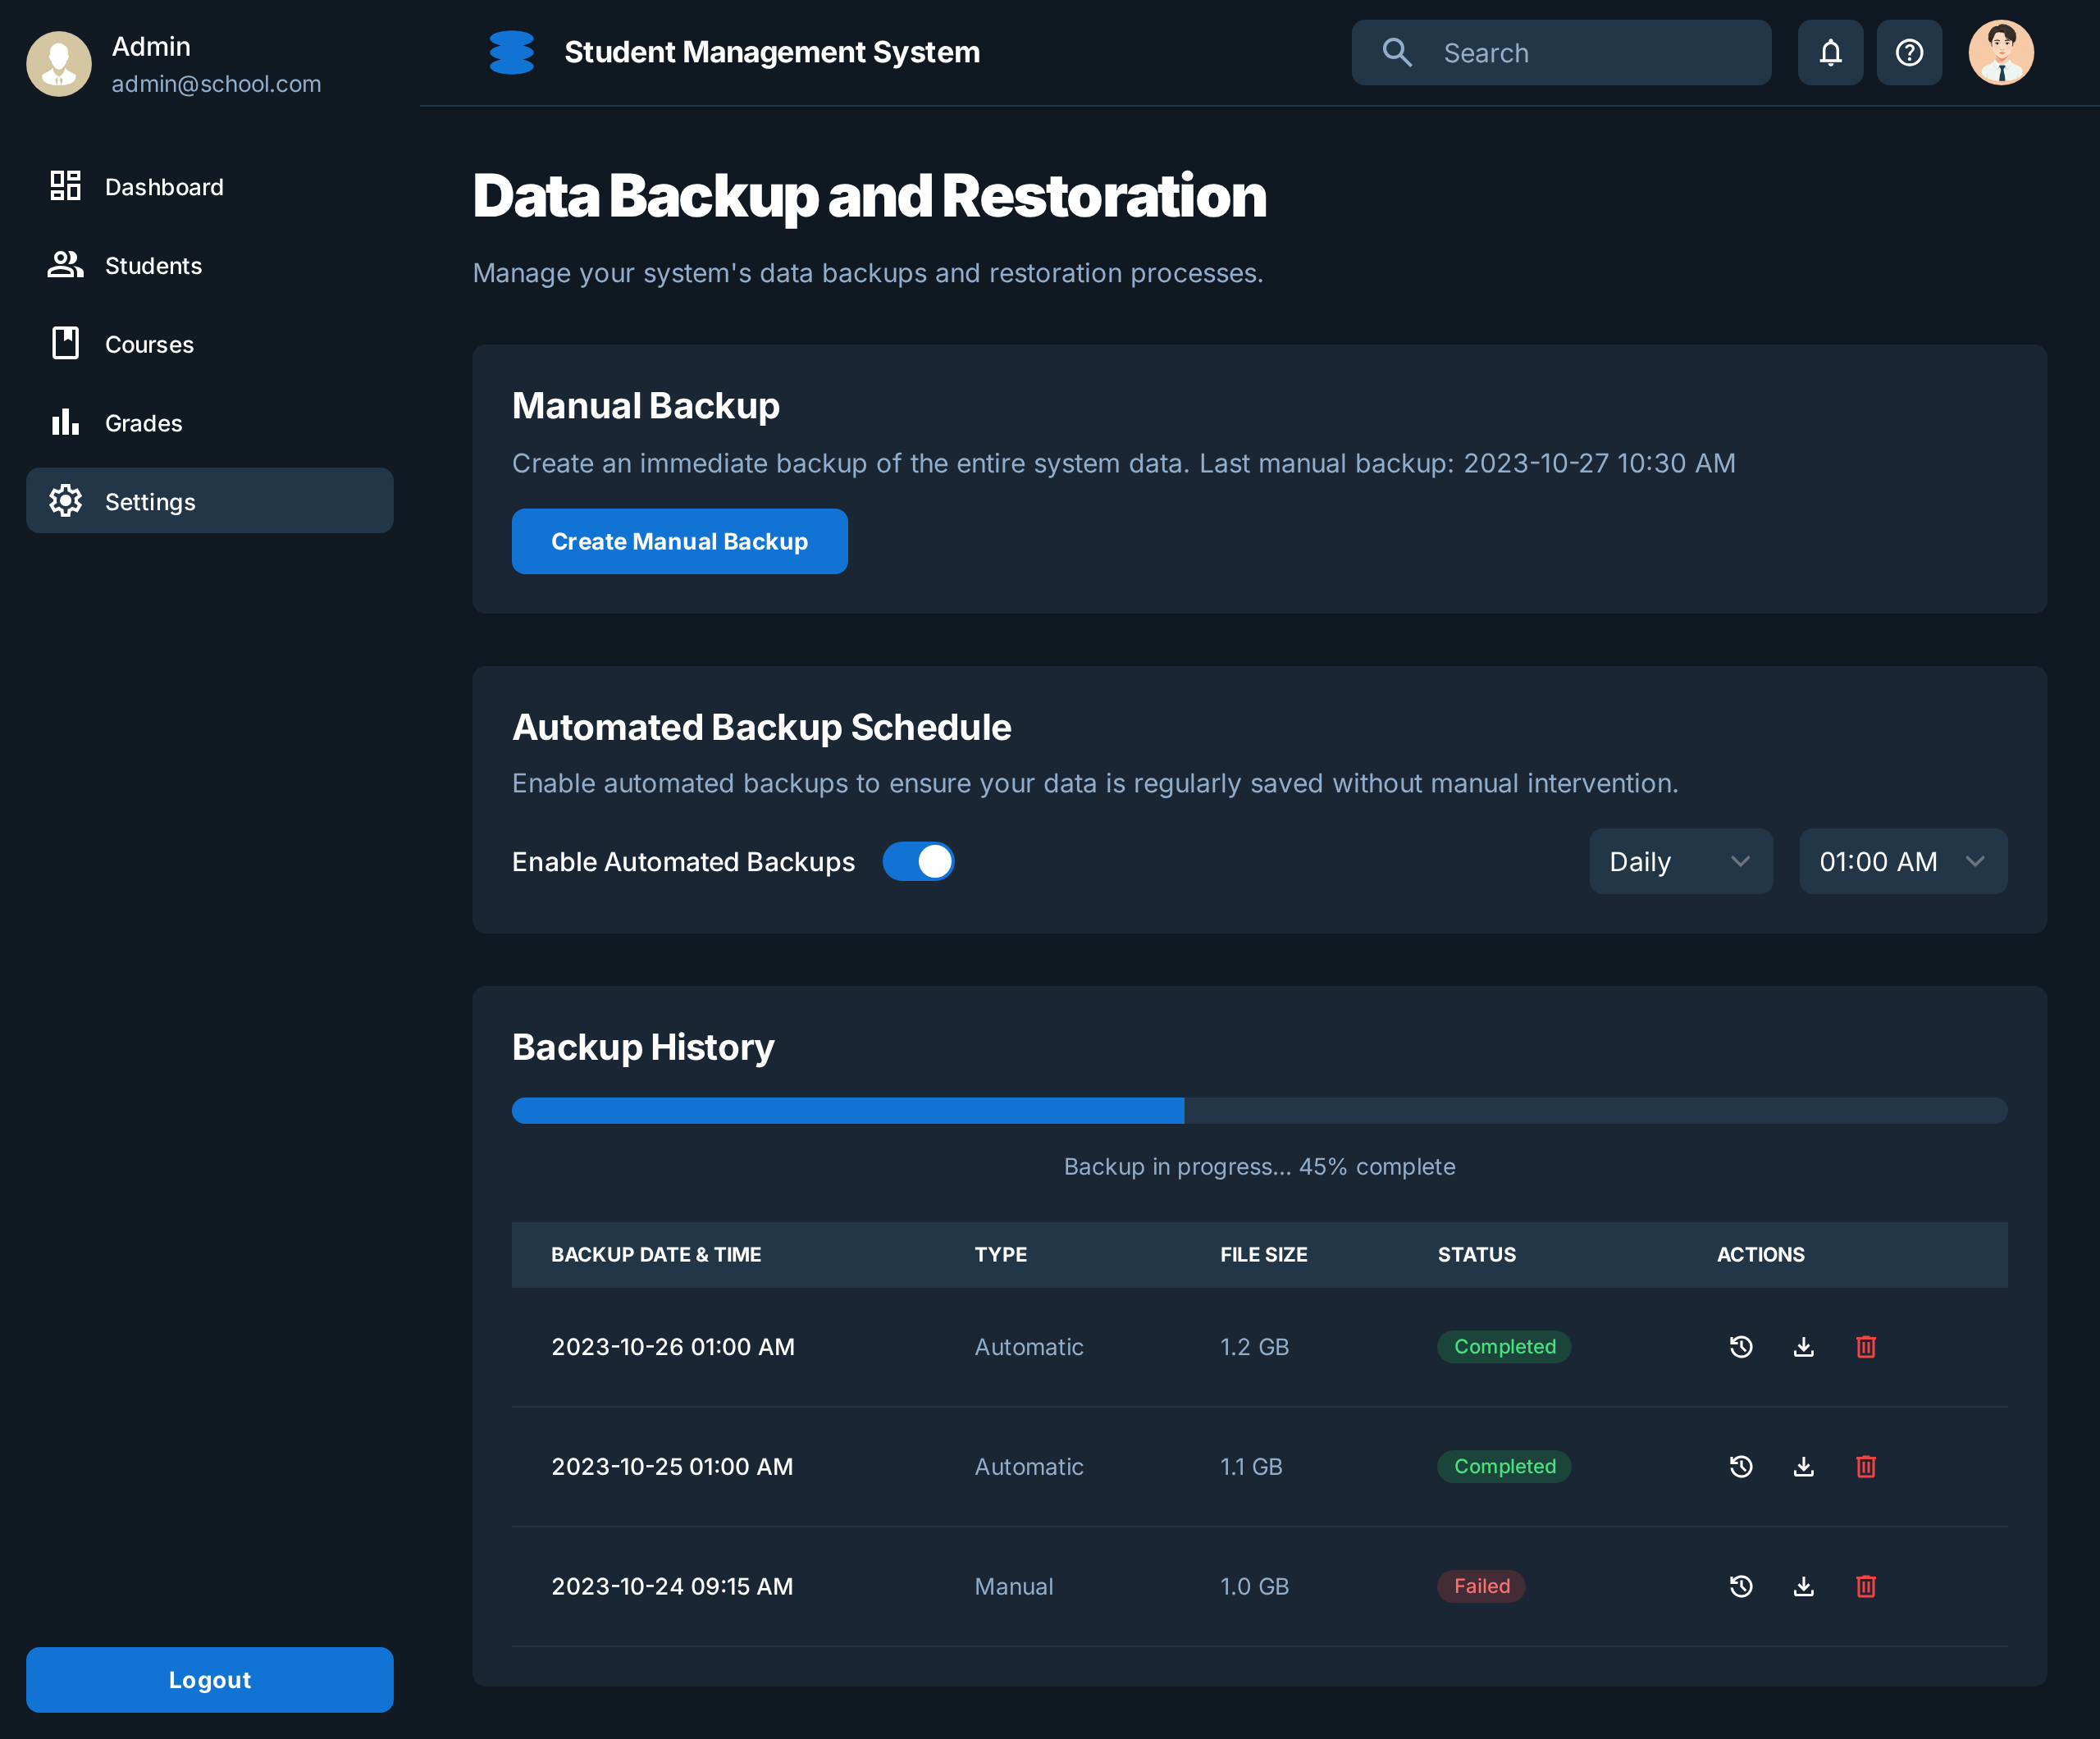 Admin
admin@school.com
Dashboard
Students
Courses
Grades
Settings
Logout
Student Management System
Search
Data Backup and Restoration
Manage your system's data backups and restoration processes.
Manual Backup
Create an immediate backup of the entire system data. Last manual backup: 2023-10-27 10:30 AM
Create Manual Backup
Automated Backup Schedule
Enable automated backups to ensure your data is regularly saved without manual intervention.
Enable Automated Backups
Daily
01:00 AM
Backup History
Backup in progress... 45% complete
BACKUP DATE & TIME TYPE FILE SIZE STATUS ACTIONS
2023-10-26 01:00 AM Automatic 1.2 GB Completed
2023-10-25 01:00 AM Automatic 1.1 GB Completed
2023-10-24 09:15 AM Manual 1.0 GB Failed